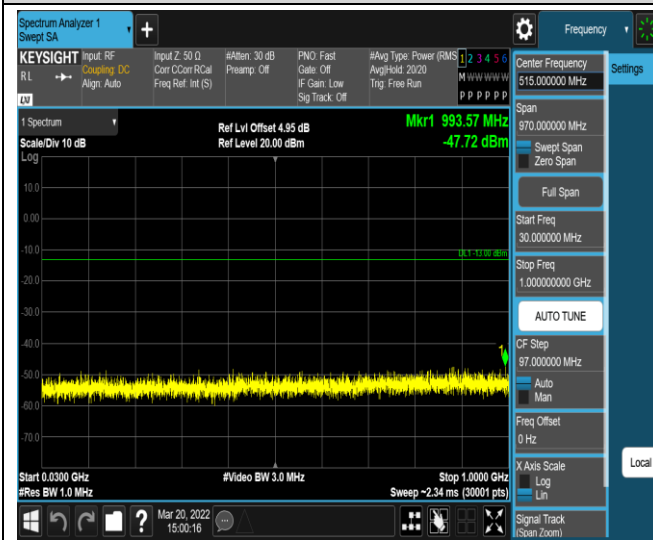 Spectrum Analyzer 1
Swept SA
Frequency
KEYSIGHT
RL
LXI
Input: RF
Coupling: DC
Align: Auto
Input Z: 50 Ω
Corr CCorr RCal
Freq Ref: Int (S)
#Atten: 30 dB
Preamp: Off
PNO: Fast
Gate: Off
IF Gain: Low
Sig Track: Off
#Avg Type: Power (RMS
Avg|Hold: 20/20
Trig: Free Run
1 2 3 4 5 6
M W W W W W
P P P P P P
1 Spectrum
Scale/Div 10 dB
Ref Lvl Offset 4.95 dB
Ref Level 20.00 dBm
Mkr1 993.57 MHz
-47.72 dBm
Log
10.0
0.00
-10.0
DL1 -13.00 dBm
-20.0
-30.0
-40.0
1
-50.0
-60.0
-70.0
Start 0.0300 GHz
#Res BW 1.0 MHz
#Video BW 3.0 MHz
Stop 1.0000 GHz
Sweep ~2.34 ms (30001 pts)
Mar 20, 2022
15:00:16
Center Frequency
515.000000 MHz
Span
970.000000 MHz
Swept Span
Zero Span
Full Span
Start Freq
30.000000 MHz
Stop Freq
1.000000000 GHz
AUTO TUNE
CF Step
97.000000 MHz
Auto
Man
Freq Offset
0 Hz
X Axis Scale
Log
Lin
Signal Track
(Span Zoom)
Settings
Local